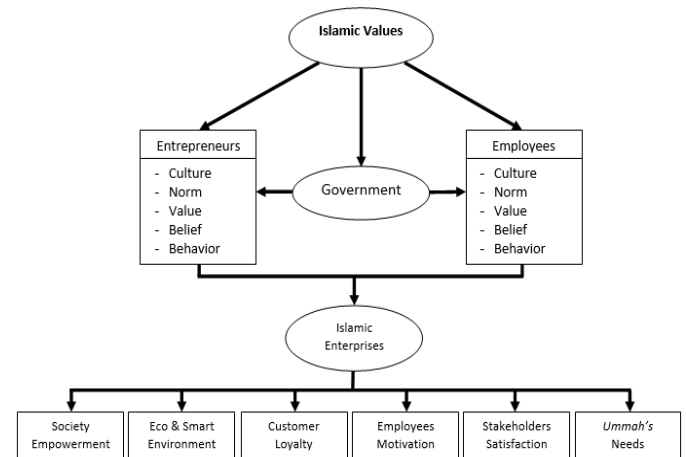 Islamic Values
Entrepreneurs
- Culture
- Norm
- Value
- Belief
- Behavior
Government
Employees
- Culture
- Norm
- Value
- Belief
- Behavior
Islamic
Enterprises
Society
Empowerment
Eco & Smart
Environment
Customer
Loyalty
Employees
Motivation
Stakeholders
Satisfaction
Ummah's
Needs